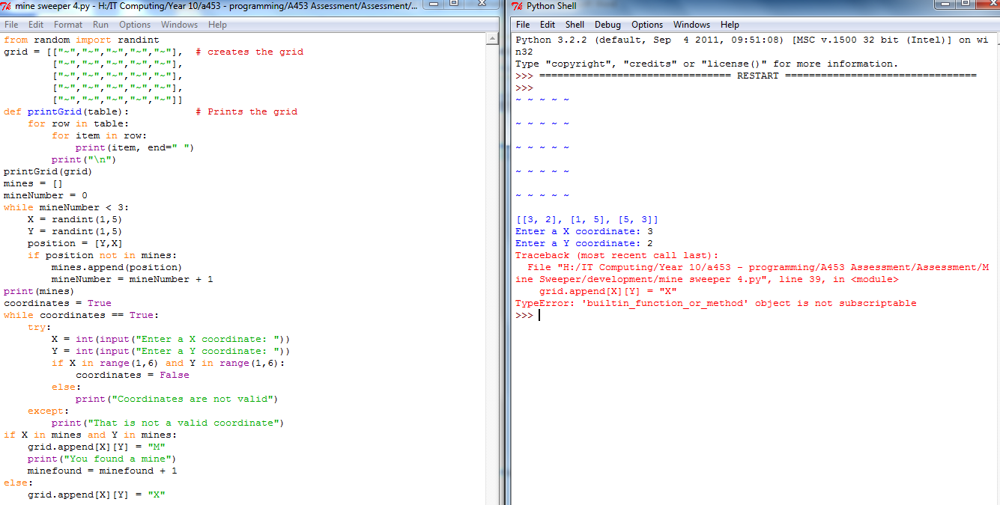 mine sweeper 4.py - H:/IT Computing/Year 10/a453 - programming/A453 Assessment/Assessment/...
File Edit Format Run Options Windows Help
from random import randint
grid = [["~","~","~","~","~"],  # creates the grid
        ["~","~","~","~","~"],
        ["~","~","~","~","~"],
        ["~","~","~","~","~"],
        ["~","~","~","~","~"]]
def printGrid(table):           # Prints the grid
    for row in table:
        for item in row:
            print(item, end=" ")
        print("\n")
printGrid(grid)
mines = []
mineNumber = 0
while mineNumber < 3:
    X = randint(1,5)
    Y = randint(1,5)
    position = [Y,X]
    if position not in mines:
        mines.append(position)
        mineNumber = mineNumber + 1
print(mines)
coordinates = True
while coordinates == True:
    try:
        X = int(input("Enter a X coordinate: "))
        Y = int(input("Enter a Y coordinate: "))
        if X in range(1,6) and Y in range(1,6):
            coordinates = False
        else:
            print("Coordinates are not valid")
    except:
        print("That is not a valid coordinate")
if X in mines and Y in mines:
    grid.append[X][Y] = "M"
    print("You found a mine")
    minefound = minefound + 1
else:
    grid.append[X][Y] = "X"
Python Shell
File Edit Shell Debug Options Windows Help
Python 3.2.2 (default, Sep  4 2011, 09:51:08) [MSC v.1500 32 bit (Intel)] on wi
n32
Type "copyright", "credits" or "license()" for more information.
>>> ================================ RESTART ================================
>>>
~ ~ ~ ~ ~
~ ~ ~ ~ ~
~ ~ ~ ~ ~
~ ~ ~ ~ ~
~ ~ ~ ~ ~
[[3, 2], [1, 5], [5, 3]]
Enter a X coordinate: 3
Enter a Y coordinate: 2
Traceback (most recent call last):
  File "H:/IT Computing/Year 10/a453 - programming/A453 Assessment/Assessment/M
ine Sweeper/development/mine sweeper 4.py", line 39, in <module>
    grid.append[X][Y] = "X"
TypeError: 'builtin_function_or_method' object is not subscriptable
>>>